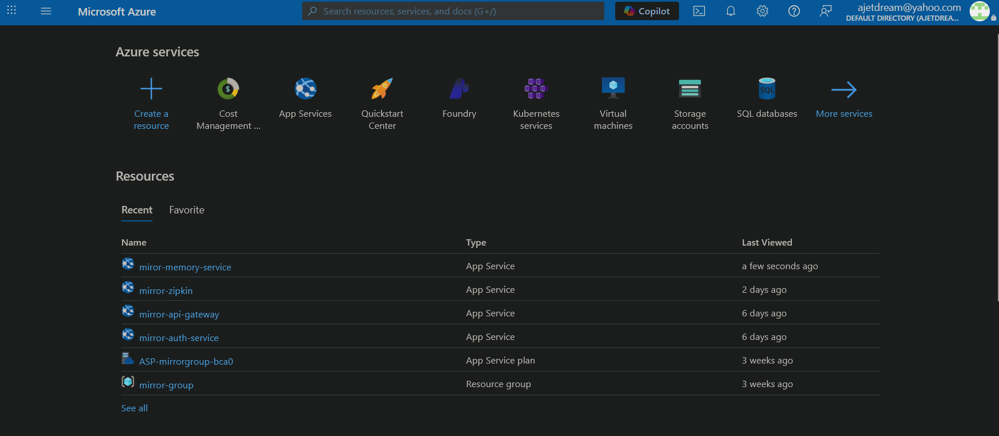 Microsoft Azure
Search resources, services, and docs (G+/)
Copilot
ajetdream@yahoo.com
DEFAULT DIRECTORY (AJETDREA...
Azure services
Create a
resource
Cost
Management ...
App Services
Quickstart
Center
Foundry
Kubernetes
services
Virtual
machines
Storage
accounts
SQL
SQL databases
More services
Resources
Recent Favorite
Name Type Last Viewed
miror-memory-service App Service a few seconds ago
mirror-zipkin App Service 2 days ago
mirror-api-gateway App Service 6 days ago
mirror-auth-service App Service 6 days ago
ASP-mirrorgroup-bca0 App Service plan 3 weeks ago
mirror-group Resource group 3 weeks ago
See all